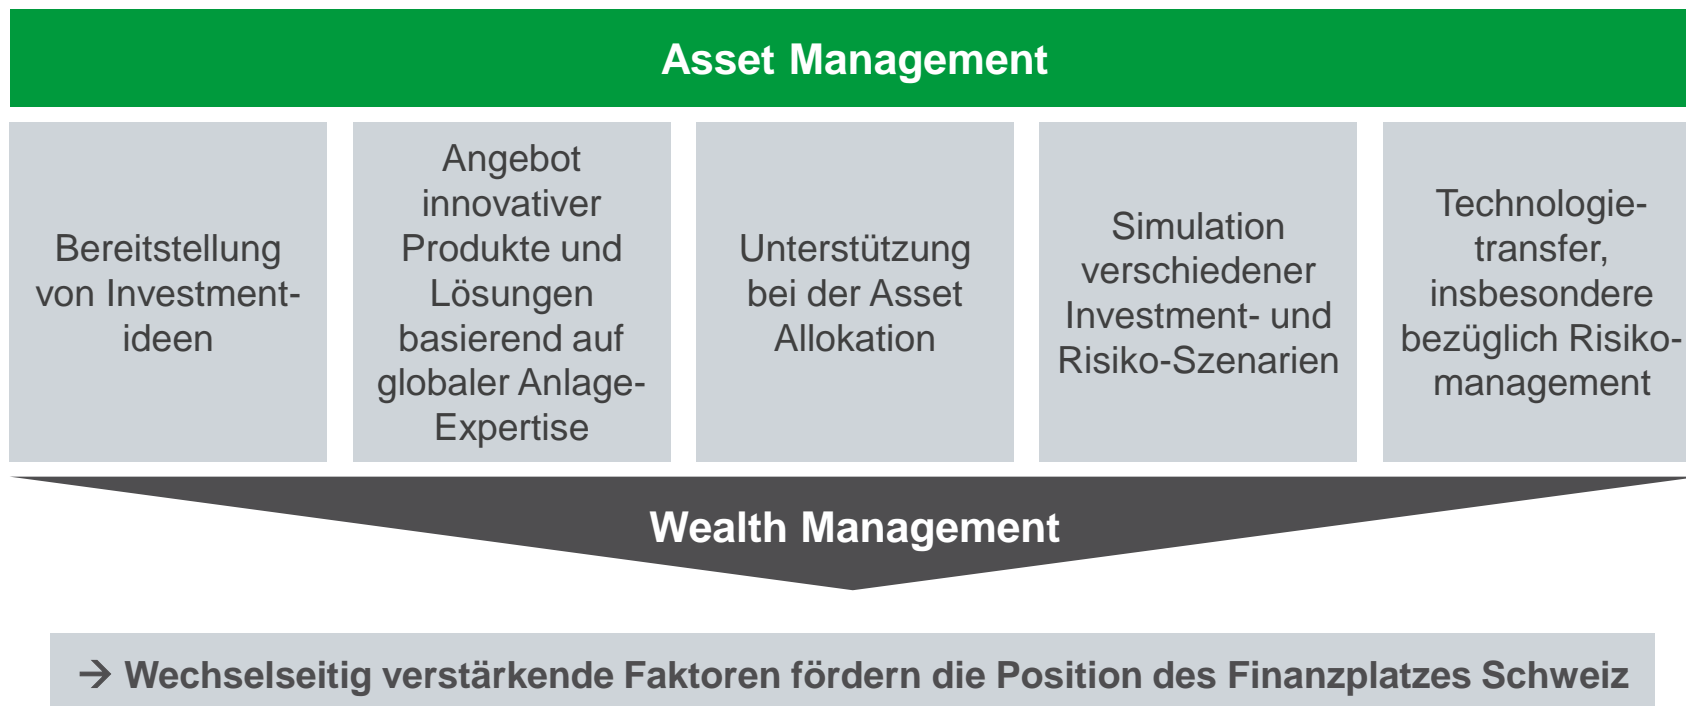 Asset Management
Bereitstellung
von Investment-
ideen
Angebot
innovativer
Produkte und
Lösungen
basierend auf
globaler Anlage-
Expertise
Unterstützung
bei der Asset
Allokation
Simulation
verschiedener
Investment- und
Risiko-Szenarien
Technologie-
transfer,
insbesondere
bezüglich Risiko-
management
Wealth Management
→ Wechselseitig verstärkende Faktoren fördern die Position des Finanzplatzes Schweiz